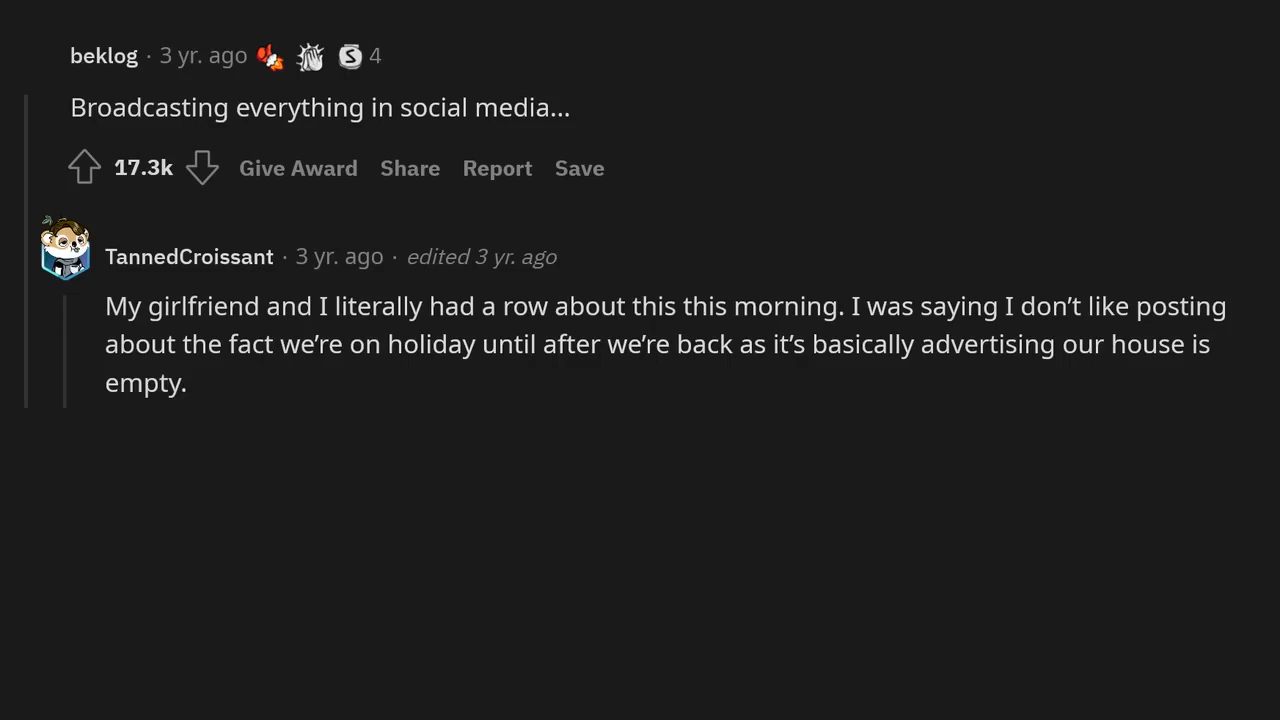 beklog · 3 yr. ago 4
Broadcasting everything in social media...
17.3k Give Award Share Report Save
TannedCroissant · 3 yr. ago · edited 3 yr. ago
My girlfriend and I literally had a row about this this morning. I was saying I don’t like posting
about the fact we’re on holiday until after we’re back as it’s basically advertising our house is
empty.